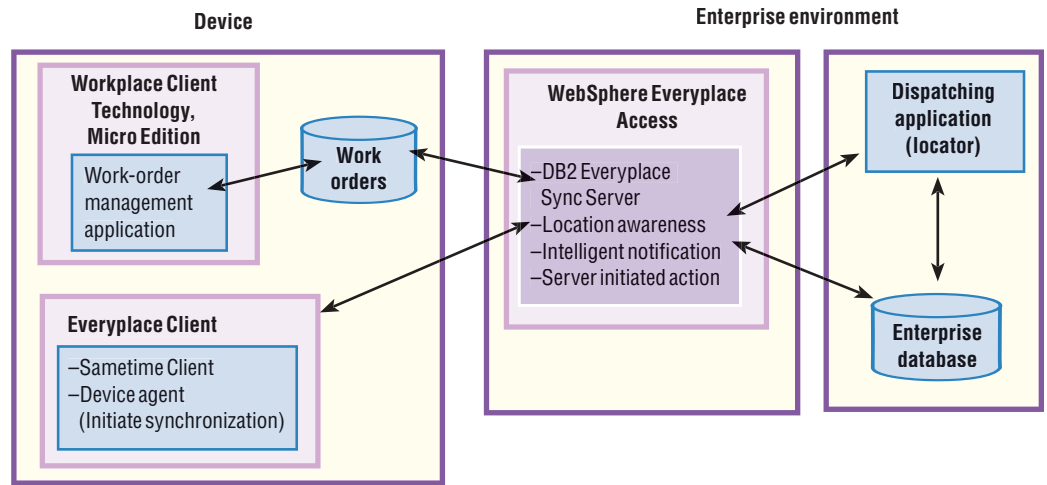 Device
Enterprise environment
Workplace Client
Technology,
Micro Edition
Work-order
management
application
Work
orders
Everyplace Client
–Sametime Client
–Device agent
(Initiate synchronization)
WebSphere Everyplace
Access
–DB2 Everyplace
Sync Server
–Location awareness
–Intelligent notification
–Server initiated action
Dispatching
application
(locator)
Enterprise
database